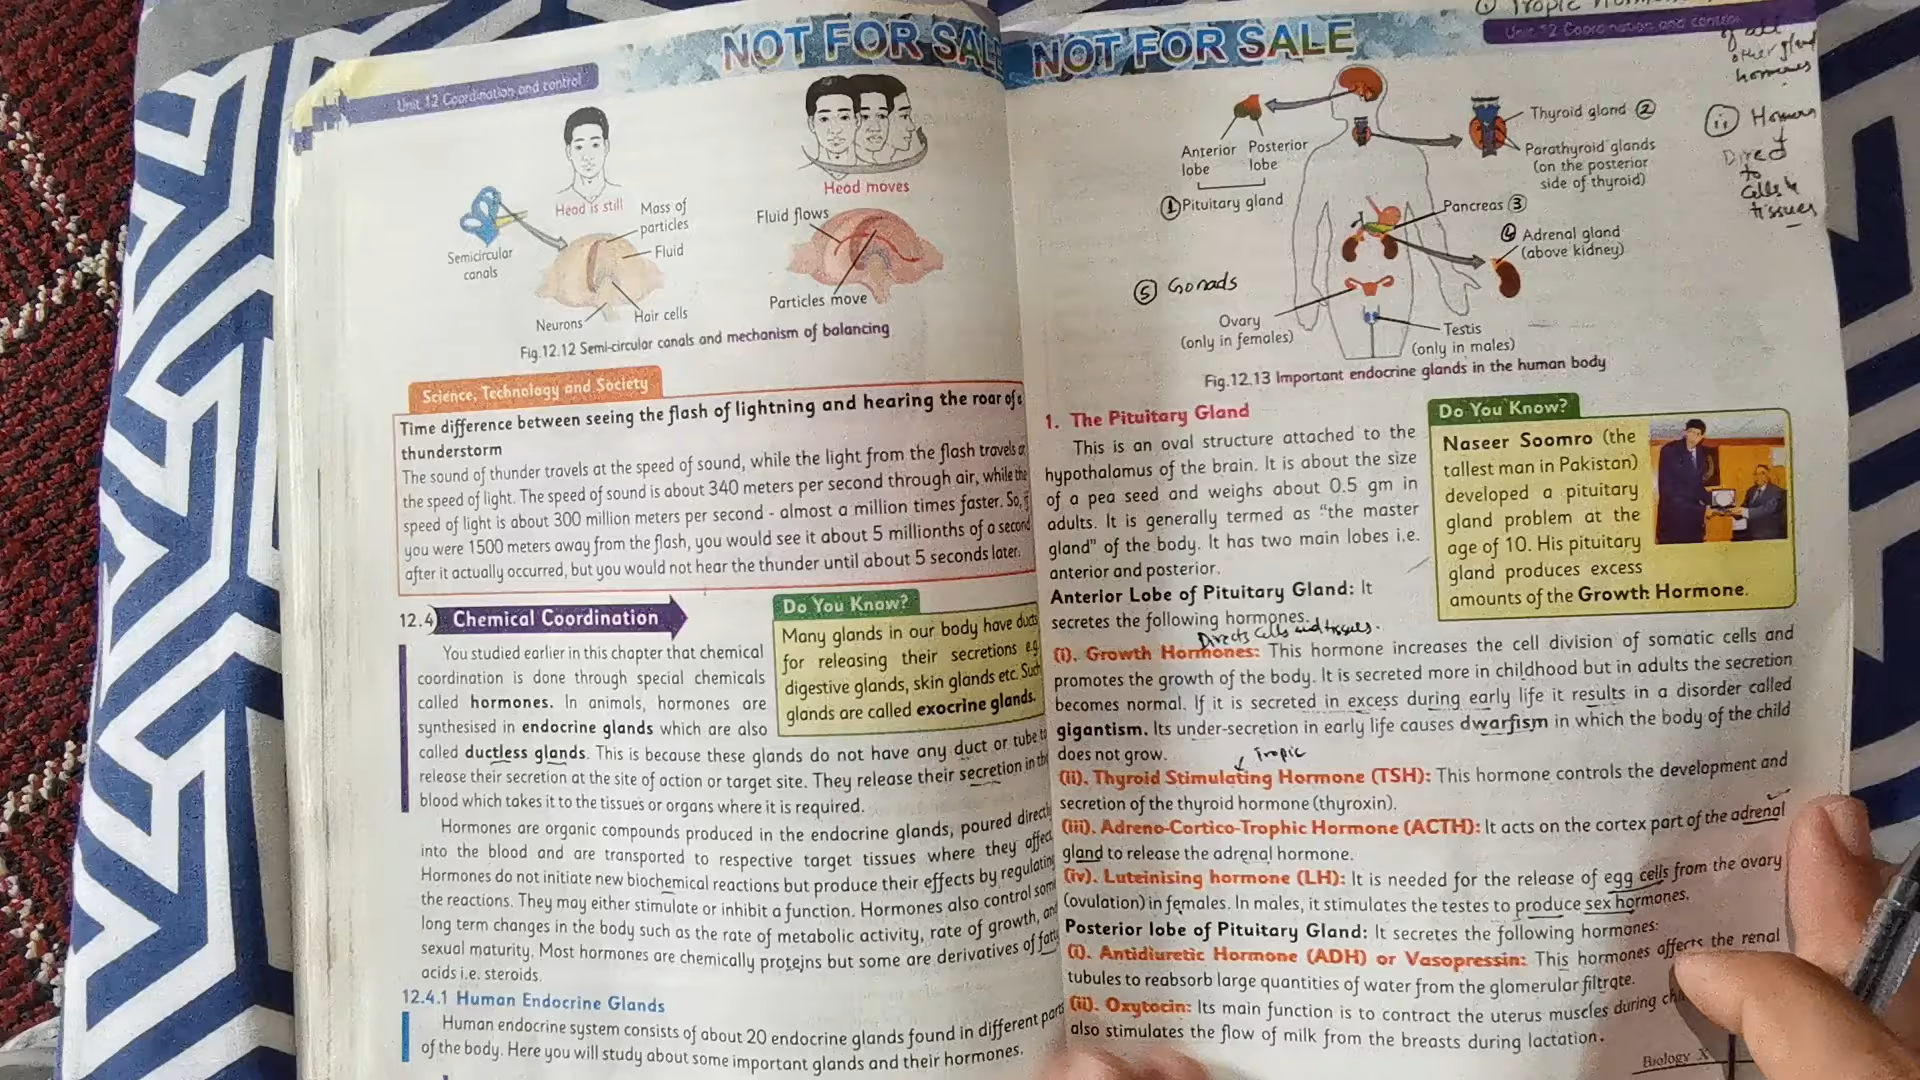 NOT FOR SALE
Unit 12 Coordination and control
Head is still
Head moves
Semicircular
canals
Mass of
particles
Fluid
Hair cells
Neurons
Fluid flows
Particles move
Fig.12.12 Semi-circular canals and mechanism of balancing
Science, Technology and Society
Time difference between seeing the flash of lightning and hearing the roar of
thunderstorm
The sound of thunder travels at the speed of sound, while the light from the flash travels
the speed of light. The speed of sound is about 340 meters per second through air, while the
speed of light is about 300 million meters per second - almost a million times faster. So, if
you were 1500 meters away from the flash, you would see it about 5 millionths of a second
after it actually occurred, but you would not hear the thunder until about 5 seconds later.
12.4 Chemical Coordination
You studied earlier in this chapter that chemical
coordination is done through special chemicals
called hormones. In animals, hormones are
synthesised in endocrine glands which are also
called ductless glands. This is because these glands do not have any duct or tube
release their secretion at the site of action or target site. They release their secretion in
blood which takes it to the tissues or organs where it is required.
Do You Know?
Many glands in our body have ducts
for releasing their secretions e.g
digestive glands, skin glands etc. Such
glands are called exocrine glands.
Hormones are organic compounds produced in the endocrine glands, poured
into the blood and are transported to respective target tissues where they
Hormones do not initiate new biochemical reactions but produce their effects by regulating
the reactions. They may either stimulate or inhibit a function. Hormones also control
long term changes in the body such as the rate of metabolic activity, rate of growth,
sexual maturity. Most hormones are chemically proteins but some are derivatives of
acids i.e. steroids.
12.4.1 Human Endocrine Glands
Human endocrine system consists of about 20 endocrine glands found in different
of the body. Here you will study about some important glands and their hormones.
① Tropic
NOT FOR SALE
Unit 12 Coordination and control
of all
other gland
hormones
(ii) Hormones
Direct
to
Cells &
tissues
Anterior
lobe
Posterior
lobe
① Pituitary gland
Thyroid gland ②
Parathyroid glands
(on the posterior
side of thyroid)
Pancreas ③
④ Adrenal gland
(above kidney)
⑤ Gonads
Ovary
(only in females)
Testis
(only in males)
Fig.12.13 Important endocrine glands in the human body
1. The Pituitary Gland
This is an oval structure attached to the
hypothalamus of the brain. It is about the size
of a pea seed and weighs about 0.5 gm in
adults. It is generally termed as "the master
gland" of the body. It has two main lobes i.e.
anterior and posterior.
Do You Know?
Naseer Soomro (the
tallest man in Pakistan)
developed a pituitary
gland problem at the
age of 10. His pituitary
gland produces excess
amounts of the Growth Hormone.
Anterior Lobe of Pituitary Gland: It
secretes the following hormones.
Directs Cells and tissues.
(i). Growth Hormones: This hormone increases the cell division of somatic cells and
promotes the growth of the body. It is secreted more in childhood but in adults the secretion
becomes normal. If it is secreted in excess during early life it results in a disorder called
gigantism. Its under-secretion in early life causes dwarfism in which the body of the child
does not grow.
Tropic
(ii). Thyroid Stimulating Hormone (TSH): This hormone controls the development and
secretion of the thyroid hormone (thyroxin).
(iii). Adreno-Cortico-Trophic Hormone (ACTH): It acts on the cortex part of the adrenal
gland to release the adrenal hormone.
(iv). Luteinising hormone (LH): It is needed for the release of egg cells from the ovary
(ovulation) in females. In males, it stimulates the testes to produce sex hormones.
Posterior lobe of Pituitary Gland: It secretes the following hormones:
(i). Antidiuretic Hormone (ADH) or Vasopressin: This hormones affects the renal
tubules to reabsorb large quantities of water from the glomerular filtrate.
(ii). Oxytocin: Its main function is to contract the uterus muscles during
also stimulates the flow of milk from the breasts during lactation.
Biology X